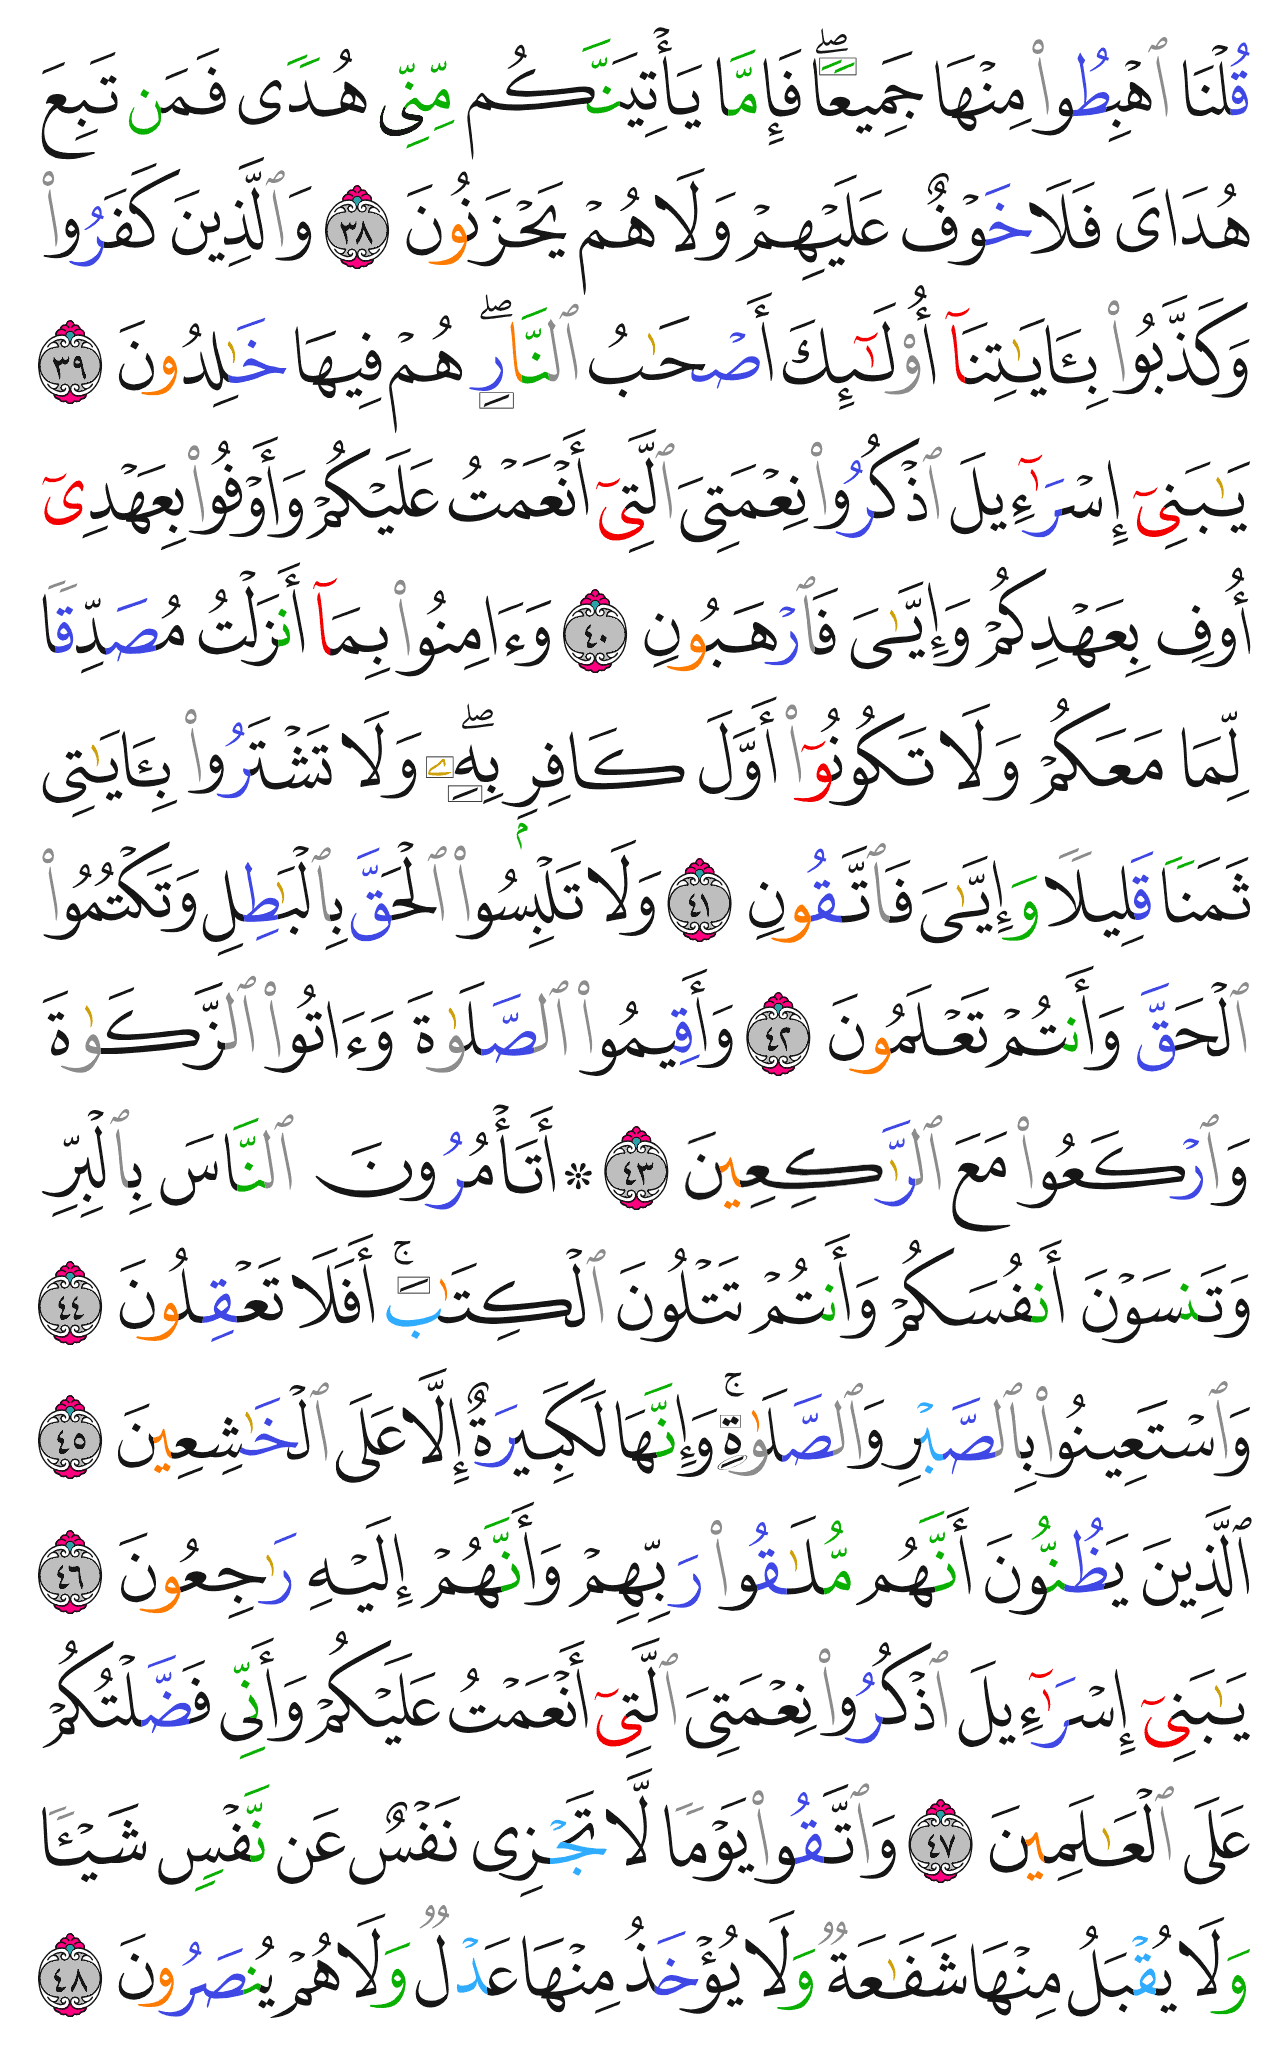 قُلْنَا ٱهْبِطُوا۟ مِنْهَا جَمِيعًۭا ۖ فَإِمَّا يَأْتِيَنَّكُم مِّنِّى هُدًۭى فَمَن تَبِعَ
هُدَاىَ فَلَا خَوْفٌ عَلَيْهِمْ وَلَا هُمْ يَحْزَنُونَ ٣٨ وَٱلَّذِينَ كَفَرُوا۟
وَكَذَّبُوا۟ بِـَٔايَـٰتِنَآ أُو۟لَـٰٓئِكَ أَصْحَـٰبُ ٱلنَّارِ ۖ هُمْ فِيهَا خَـٰلِدُونَ ٣٩
يَـٰبَنِىٓ إِسْرَٰٓءِيلَ ٱذْكُرُوا۟ نِعْمَتِىَ ٱلَّتِىٓ أَنْعَمْتُ عَلَيْكُمْ وَأَوْفُوا۟ بِعَهْدِىٓ
أُوفِ بِعَهْدِكُمْ وَإِيَّـٰىَ فَٱرْهَبُونِ ٤٠ وَءَامِنُوا۟ بِمَآ أَنزَلْتُ مُصَدِّقًۭا
لِّمَا مَعَكُمْ وَلَا تَكُونُوٓا۟ أَوَّلَ كَافِرٍۭ بِهِۦ ۖ وَلَا تَشْتَرُوا۟ بِـَٔايَـٰتِى
ثَمَنًۭا قَلِيلًۭا وَإِيَّـٰىَ فَٱتَّقُونِ ٤١ وَلَا تَلْبِسُوا۟ ٱلْحَقَّ بِٱلْبَـٰطِلِ وَتَكْتُمُوا۟
ٱلْحَقَّ وَأَنتُمْ تَعْلَمُونَ ٤٢ وَأَقِيمُوا۟ ٱلصَّلَوٰةَ وَءَاتُوا۟ ٱلزَّكَوٰةَ
وَٱرْكَعُوا۟ مَعَ ٱلرَّٰكِعِينَ ٤٣ ۞ أَتَأْمُرُونَ ٱلنَّاسَ بِٱلْبِرِّ
وَتَنسَوْنَ أَنفُسَكُمْ وَأَنتُمْ تَتْلُونَ ٱلْكِتَـٰبَ ۚ أَفَلَا تَعْقِلُونَ ٤٤
وَٱسْتَعِينُوا۟ بِٱلصَّبْرِ وَٱلصَّلَوٰةِ ۚ وَإِنَّهَا لَكَبِيرَةٌ إِلَّا عَلَى ٱلْخَـٰشِعِينَ ٤٥
ٱلَّذِينَ يَظُنُّونَ أَنَّهُم مُّلَـٰقُوا۟ رَبِّهِمْ وَأَنَّهُمْ إِلَيْهِ رَٰجِعُونَ ٤٦
يَـٰبَنِىٓ إِسْرَٰٓءِيلَ ٱذْكُرُوا۟ نِعْمَتِىَ ٱلَّتِىٓ أَنْعَمْتُ عَلَيْكُمْ وَأَنِّى فَضَّلْتُكُمْ
عَلَى ٱلْعَـٰلَمِينَ ٤٧ وَٱتَّقُوا۟ يَوْمًۭا لَّا تَجْزِى نَفْسٌ عَن نَّفْسٍۢ شَيْـًۭٔا
وَلَا يُقْبَلُ مِنْهَا شَفَـٰعَةٌۭ وَلَا يُؤْخَذُ مِنْهَا عَدْلٌۭ وَلَا هُمْ يُنصَرُونَ ٤٨